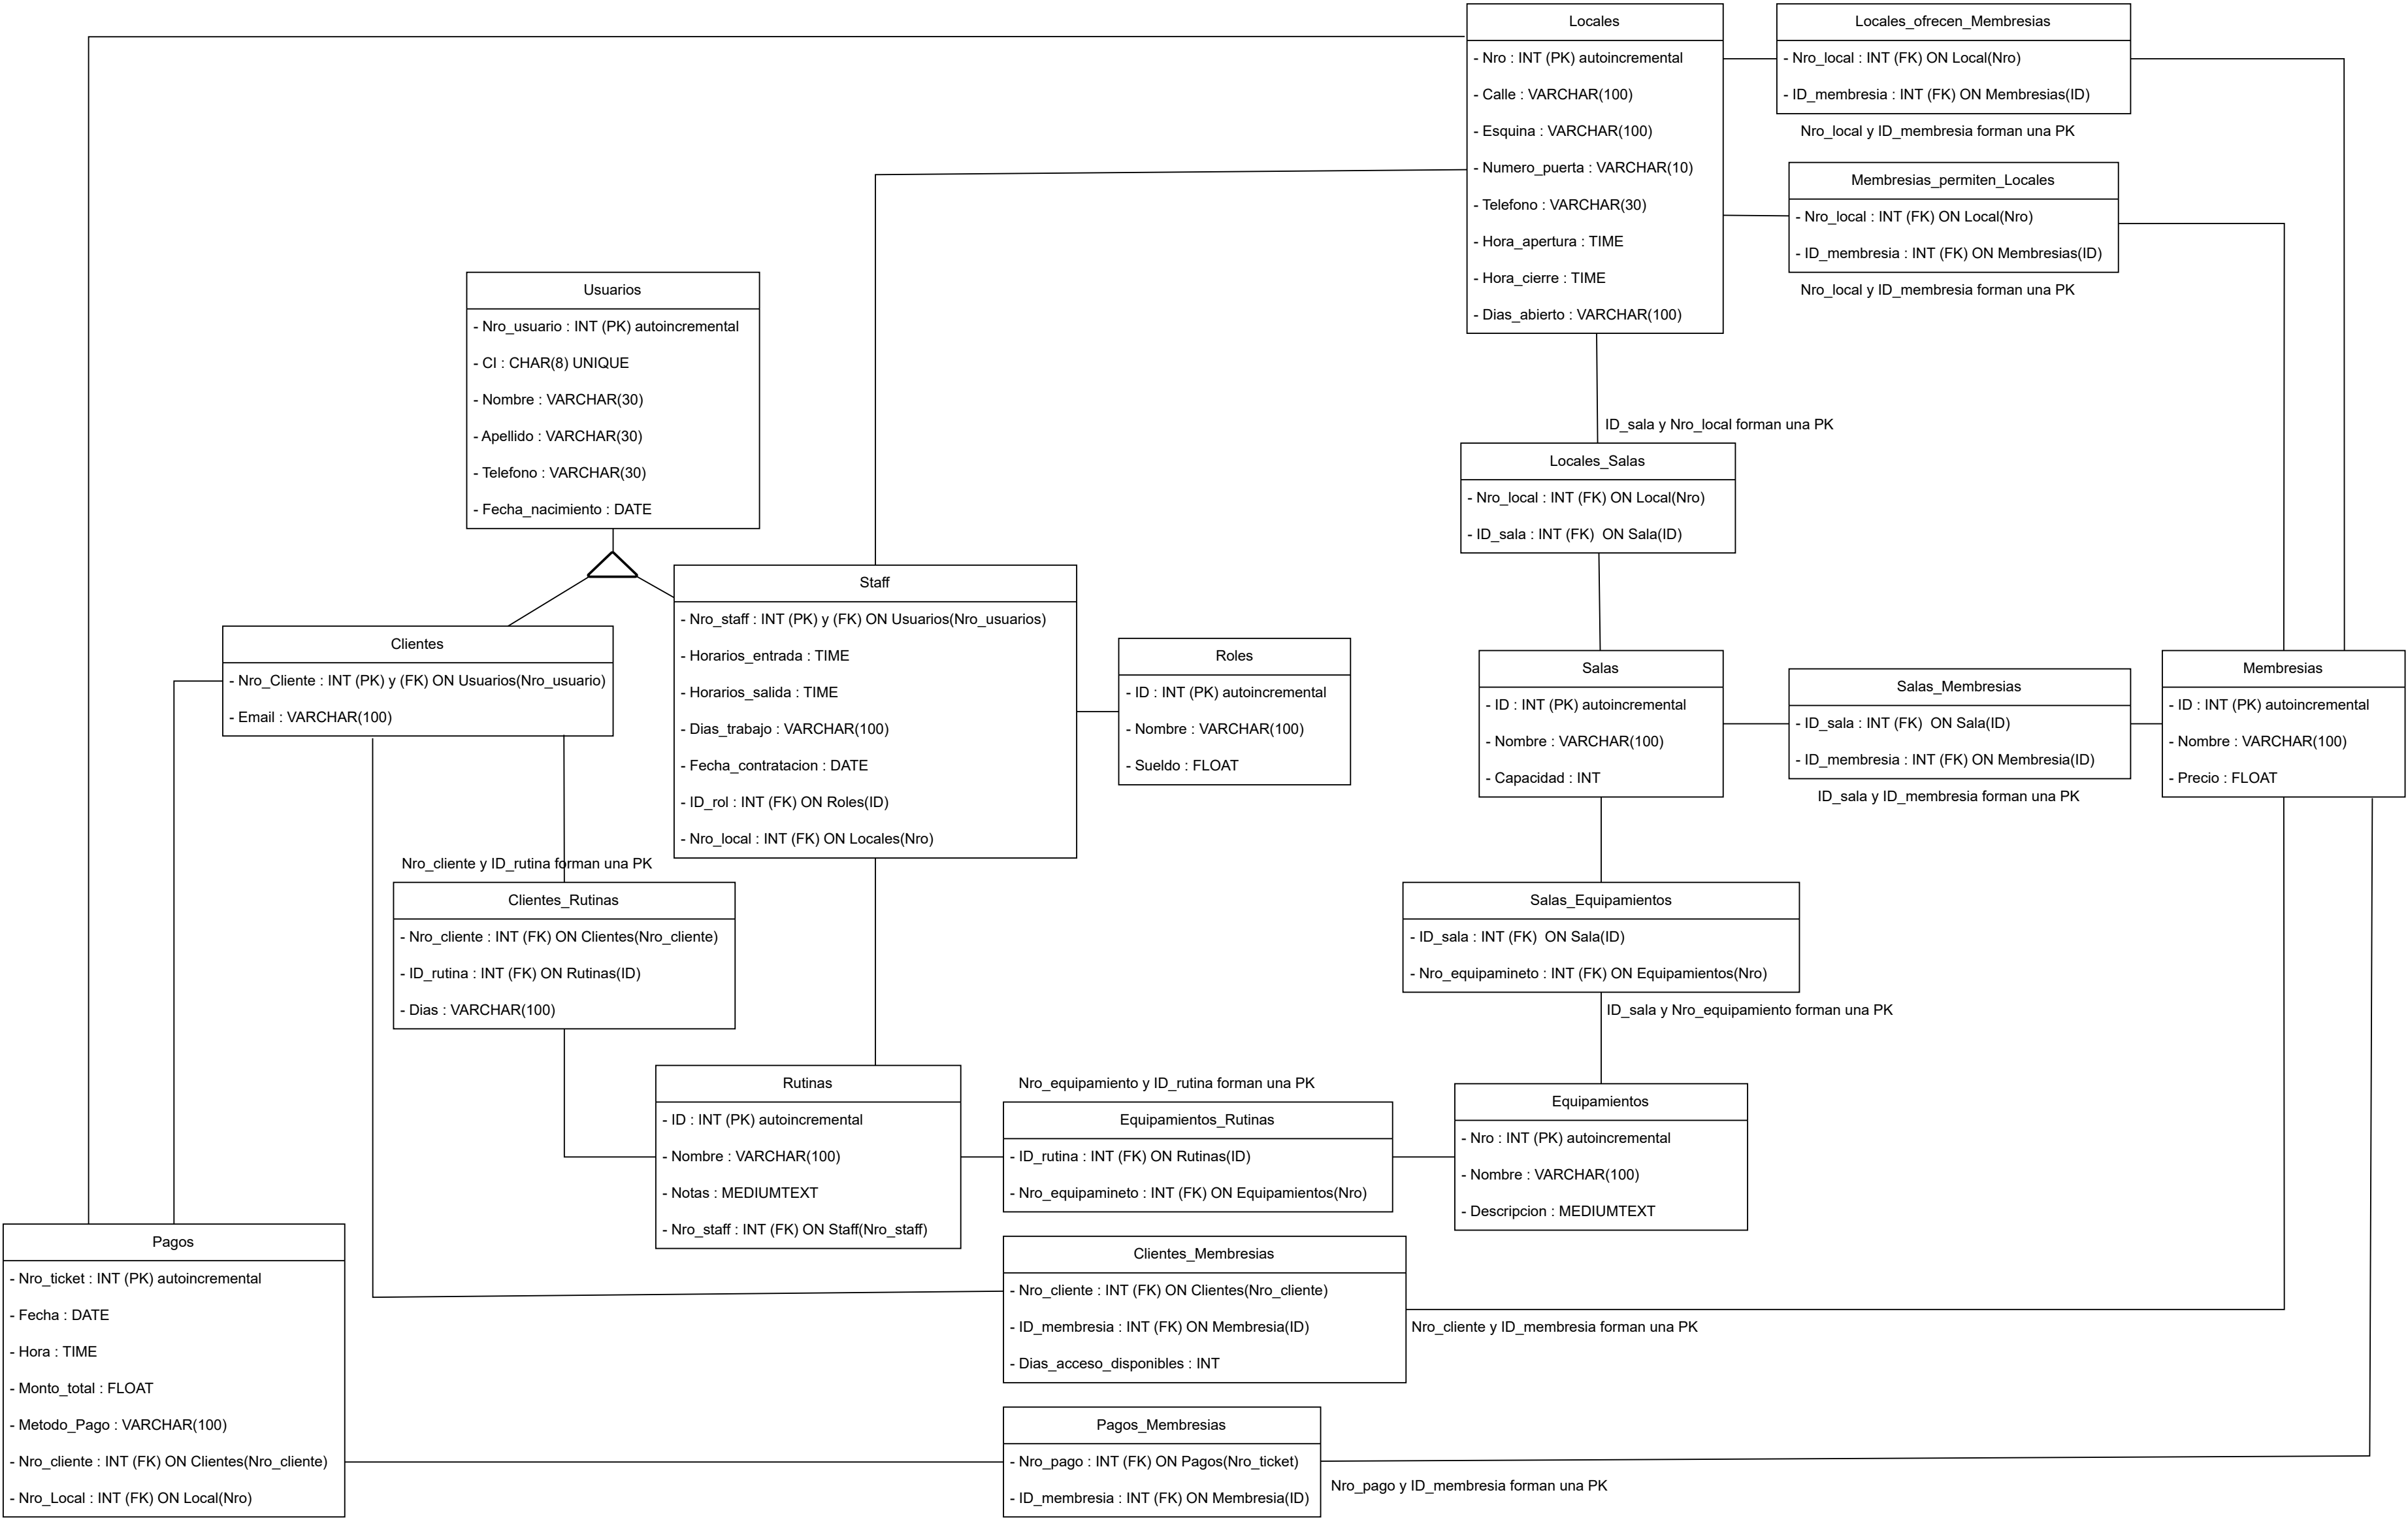 Locales
- Nro : INT (PK) autoincremental
- Calle : VARCHAR(100)
- Esquina : VARCHAR(100)
- Numero_puerta : VARCHAR(10)
- Telefono : VARCHAR(30)
- Hora_apertura : TIME
- Hora_cierre : TIME
- Dias_abierto : VARCHAR(100)
Locales_ofrecen_Membresias
- Nro_local : INT (FK) ON Local(Nro)
- ID_membresia : INT (FK) ON Membresias(ID)
Nro_local y ID_membresia forman una PK
Membresias_permiten_Locales
- Nro_local : INT (FK) ON Local(Nro)
- ID_membresia : INT (FK) ON Membresias(ID)
Nro_local y ID_membresia forman una PK
Usuarios
- Nro_usuario : INT (PK) autoincremental
- CI : CHAR(8) UNIQUE
- Nombre : VARCHAR(30)
- Apellido : VARCHAR(30)
- Telefono : VARCHAR(30)
- Fecha_nacimiento : DATE
ID_sala y Nro_local forman una PK
Locales_Salas
- Nro_local : INT (FK) ON Local(Nro)
- ID_sala : INT (FK)  ON Sala(ID)
Staff
- Nro_staff : INT (PK) y (FK) ON Usuarios(Nro_usuarios)
- Horarios_entrada : TIME
- Horarios_salida : TIME
- Dias_trabajo : VARCHAR(100)
- Fecha_contratacion : DATE
- ID_rol : INT (FK) ON Roles(ID)
- Nro_local : INT (FK) ON Locales(Nro)
Clientes
- Nro_Cliente : INT (PK) y (FK) ON Usuarios(Nro_usuario)
- Email : VARCHAR(100)
Roles
- ID : INT (PK) autoincremental
- Nombre : VARCHAR(100)
- Sueldo : FLOAT
Salas
- ID : INT (PK) autoincremental
- Nombre : VARCHAR(100)
- Capacidad : INT
Salas_Membresias
- ID_sala : INT (FK)  ON Sala(ID)
- ID_membresia : INT (FK) ON Membresia(ID)
ID_sala y ID_membresia forman una PK
Membresias
- ID : INT (PK) autoincremental
- Nombre : VARCHAR(100)
- Precio : FLOAT
Nro_cliente y ID_rutina forman una PK
Clientes_Rutinas
- Nro_cliente : INT (FK) ON Clientes(Nro_cliente)
- ID_rutina : INT (FK) ON Rutinas(ID)
- Dias : VARCHAR(100)
Salas_Equipamientos
- ID_sala : INT (FK)  ON Sala(ID)
- Nro_equipamineto : INT (FK) ON Equipamientos(Nro)
ID_sala y Nro_equipamiento forman una PK
Rutinas
- ID : INT (PK) autoincremental
- Nombre : VARCHAR(100)
- Notas : MEDIUMTEXT
- Nro_staff : INT (FK) ON Staff(Nro_staff)
Nro_equipamiento y ID_rutina forman una PK
Equipamientos_Rutinas
- ID_rutina : INT (FK) ON Rutinas(ID)
- Nro_equipamineto : INT (FK) ON Equipamientos(Nro)
Equipamientos
- Nro : INT (PK) autoincremental
- Nombre : VARCHAR(100)
- Descripcion : MEDIUMTEXT
Pagos
- Nro_ticket : INT (PK) autoincremental
- Fecha : DATE
- Hora : TIME
- Monto_total : FLOAT
- Metodo_Pago : VARCHAR(100)
- Nro_cliente : INT (FK) ON Clientes(Nro_cliente)
- Nro_Local : INT (FK) ON Local(Nro)
Clientes_Membresias
- Nro_cliente : INT (FK) ON Clientes(Nro_cliente)
- ID_membresia : INT (FK) ON Membresia(ID)
- Dias_acceso_disponibles : INT
Nro_cliente y ID_membresia forman una PK
Pagos_Membresias
- Nro_pago : INT (FK) ON Pagos(Nro_ticket)
- ID_membresia : INT (FK) ON Membresia(ID)
Nro_pago y ID_membresia forman una PK